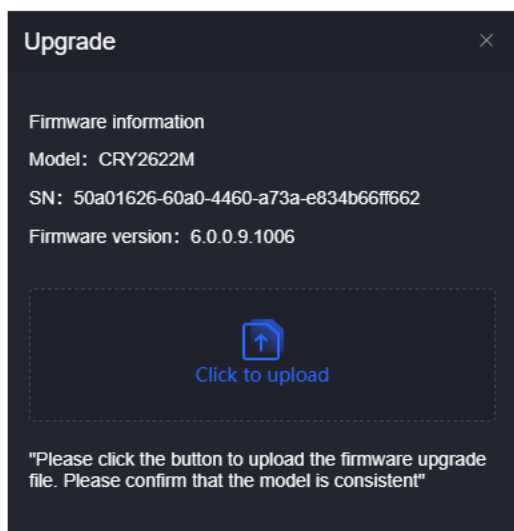 Upgrade
Firmware information
Model：CRY2622M
SN：50a01626-60a0-4460-a73a-e834b66ff662
Firmware version：6.0.0.9.1006
Click to upload
"Please click the button to upload the firmware upgrade
file. Please confirm that the model is consistent"